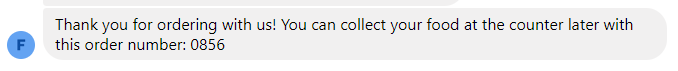 Thank you for ordering with us! You can collect your food at the counter later with
F
this order number: 0856